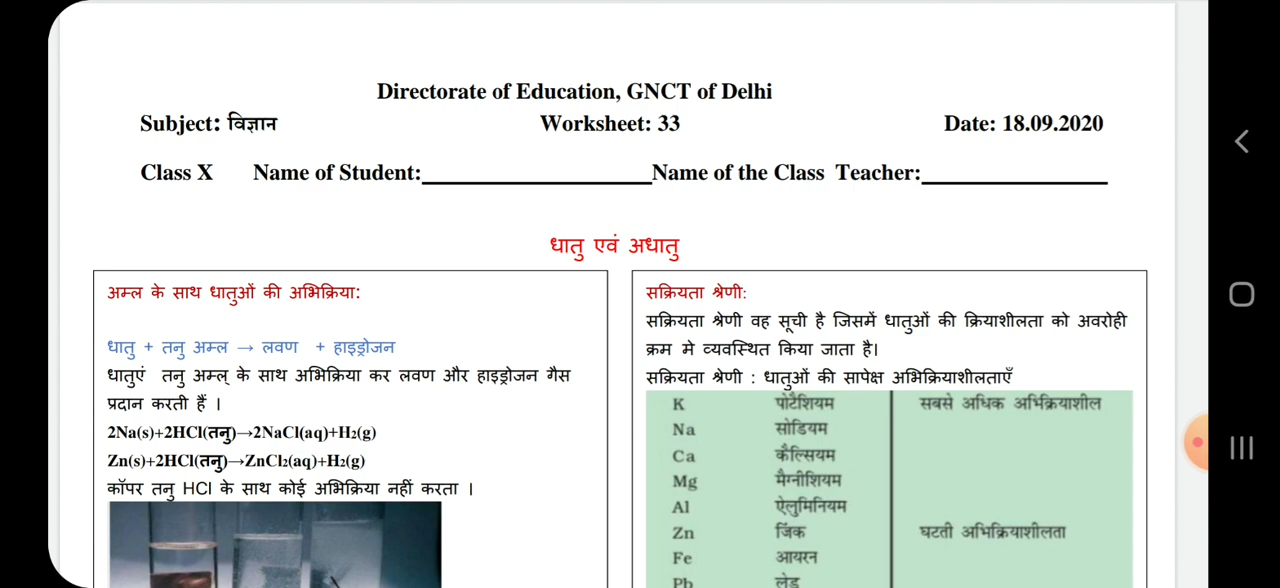 Directorate of Education, GNCT of Delhi
Subject: विज्ञान Worksheet: 33 Date: 18.09.2020
Class X Name of Student:____________________Name of the Class Teacher:________________
धातु एवं अधातु
अम्ल के साथ धातुओं की अभिक्रिया:
धातु + तनु अम्ल → लवण + हाइड्रोजन
धातुएं तनु अम्ल् के साथ अभिक्रिया कर लवण और हाइड्रोजन गैस
प्रदान करती हैं ।
2Na(s)+2HCl(तनु)→2NaCl(aq)+H2(g)
Zn(s)+2HCl(तनु)→ZnCl2(aq)+H2(g)
कॉपर तनु HCl के साथ कोई अभिक्रिया नहीं करता ।
सक्रियता श्रेणी:
सक्रियता श्रेणी वह सूची है जिसमें धातुओं की क्रियाशीलता को अवरोही
क्रम मे व्यवस्थित किया जाता है।
सक्रियता श्रेणी : धातुओं की सापेक्ष अभिक्रियाशीलताएँ
K पोटैशियम सबसे अधिक अभिक्रियाशील
Na सोडियम
Ca कैल्सियम
Mg मैग्नीशियम
Al ऐलुमिनियम
Zn जिंक घटती अभिक्रियाशीलता
Fe आयरन
Pb लेड